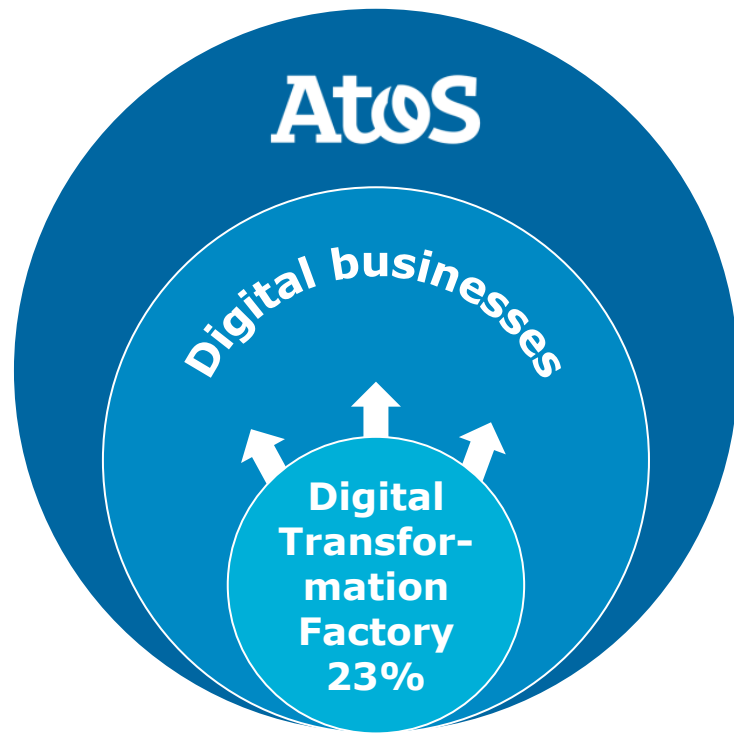 Atos
Digital businesses
Digital
Transfor-
mation
Factory
23%